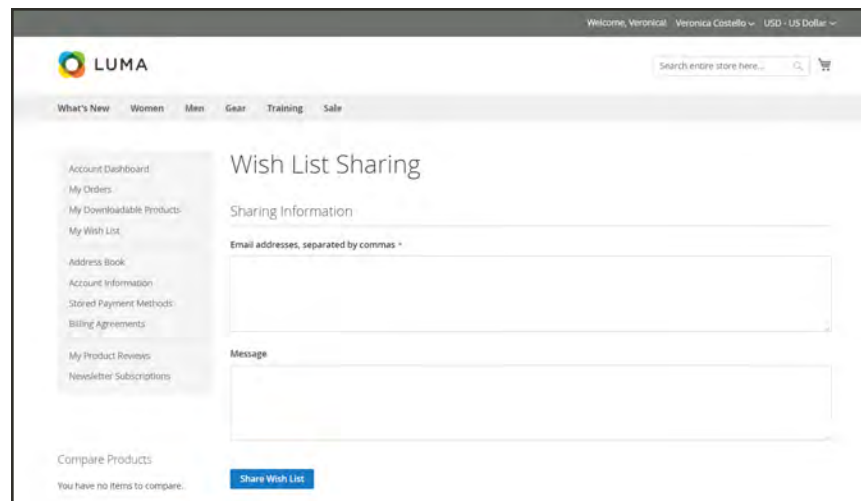 Welcome, Veronica! Veronica Costello USD - US Dollar
LUMA
Search entire store here...
What's New Women Men Gear Training Sale
Account Dashboard
My Orders
My Downloadable Products
My Wish List
Address Book
Account Information
Stored Payment Methods
Billing Agreements
My Product Reviews
Newsletter Subscriptions
Compare Products
You have no items to compare.
Wish List Sharing
Sharing Information
Email addresses, separated by commas *
Message
Share Wish List